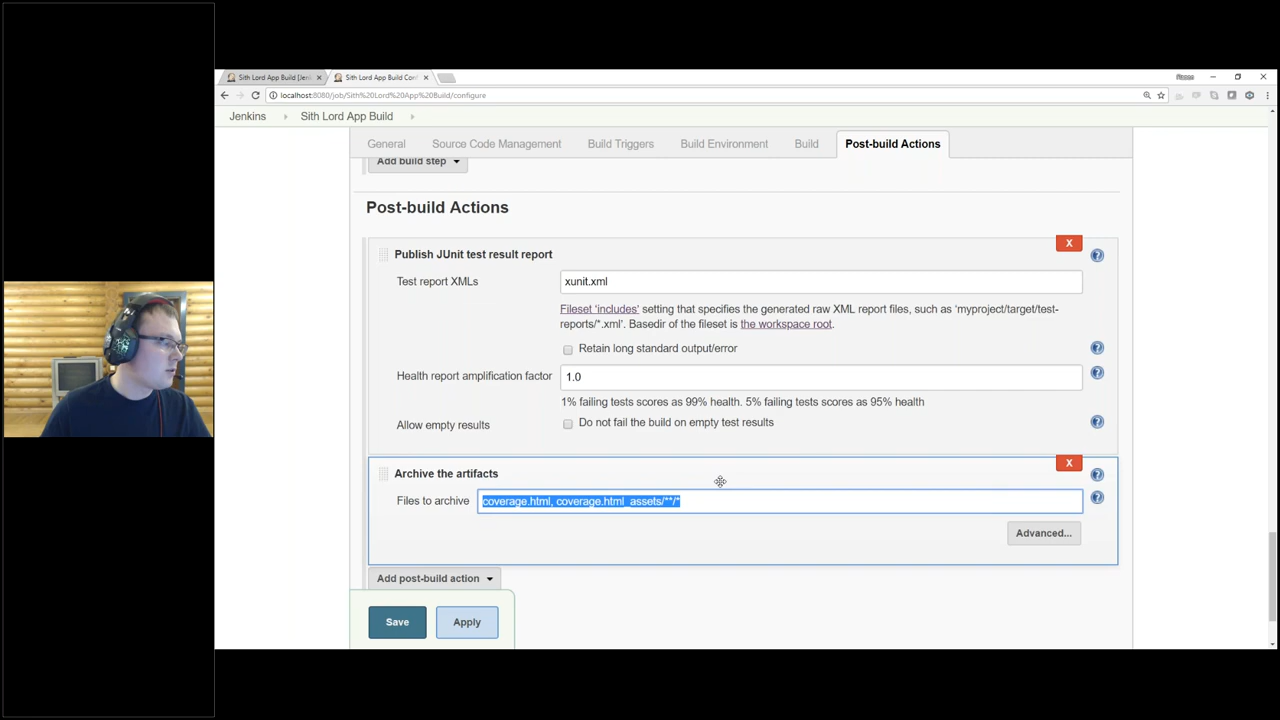 Sith Lord App Build [Jen
Sith Lord App Build Con
localhost:8080/job/Sith%20Lord%20App%20Build/configure
Jenkins
Sith Lord App Build
General
Source Code Management
Build Triggers
Build Environment
Build
Post-build Actions
Add build step
Post-build Actions
Publish JUnit test result report
X
Test report XMLs
xunit.xml
Fileset 'includes' setting that specifies the generated raw XML report files, such as 'myproject/target/test-
reports/*.xml'. Basedir of the fileset is the workspace root.
Retain long standard output/error
Health report amplification factor
1.0
1% failing tests scores as 99% health. 5% failing tests scores as 95% health
Allow empty results
Do not fail the build on empty test results
Archive the artifacts
X
Files to archive
coverage.html, coverage.html_assets/**/*
Advanced...
Add post-build action
Save
Apply